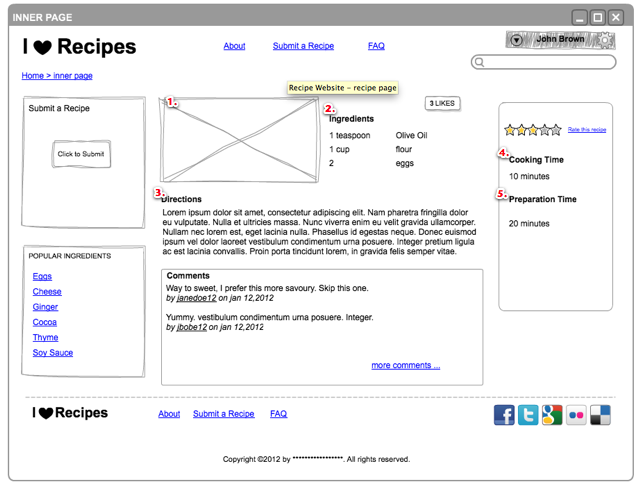 INNER PAGE
I Recipes
About Submit a Recipe FAQ
John Brown
Home > inner page
Recipe Website - recipe page
Submit a Recipe
Click to Submit
1.
2.
3 LIKES
Ingredients
1 teaspoon Olive Oil
1 cup flour
2 eggs
Rate this recipe
4.
Cooking Time
10 minutes
5.
Preparation Time
20 minutes
3.
Directions
Lorem ipsum dolor sit amet, consectetur adipiscing elit. Nam pharetra fringilla dolor
eu vulputate. Nulla et ultricies massa. Nunc viverra enim eu velit gravida ullamcorper.
Nullam nec lorem est, eget lacinia nulla. Phasellus id egestas neque. Donec euismod
ipsum vel dolor laoreet vestibulum condimentum urna posuere. Integer pretium ligula
ac est lacinia convallis. Proin porta tincidunt lorem, in gravida felis semper vitae.
POPULAR INGREDIENTS
Eggs
Cheese
Ginger
Cocoa
Thyme
Soy Sauce
Comments
Way to sweet, I prefer this more savoury. Skip this one.
by janedoe12 on jan 12,2012
Yummy. vestibulum condimentum urna posuere. Integer.
by jbobe12 on jan 12,2012
more comments ...
I Recipes
About Submit a Recipe FAQ
Copyright ©2012 by *****************. All rights reserved.